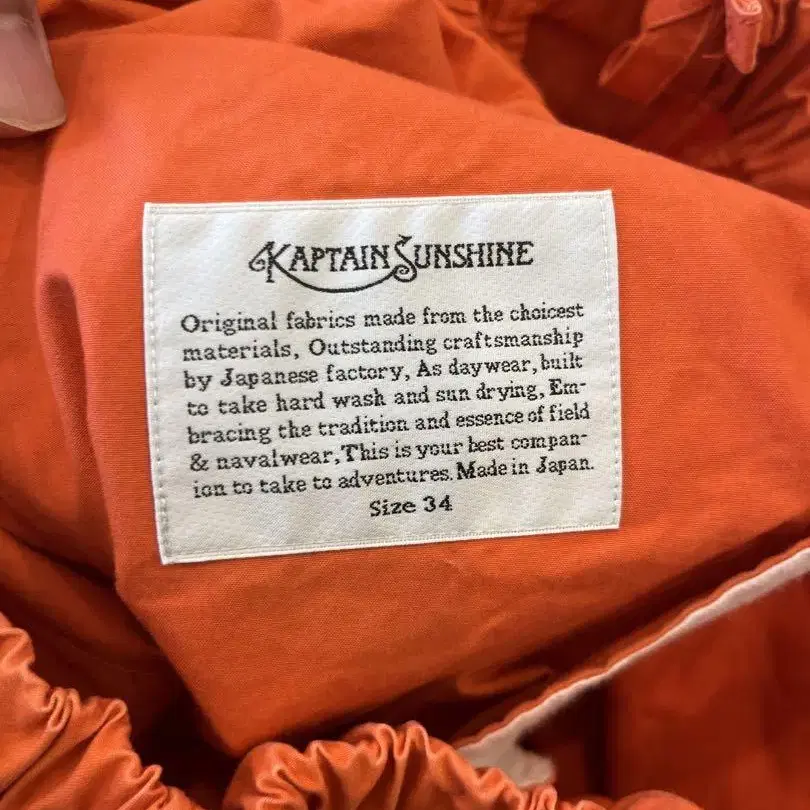 KAPTAIN SUNSHINE
Original fabrics made from the choicest
materials, Outstanding craftsmanship
by Japanese factory, As daywear, built
to take hard wash and sun drying, Em-
bracing the tradition and essence of field
& navalwear, This is your best compan-
ion to take to adventures. Made in Japan.
Size 34